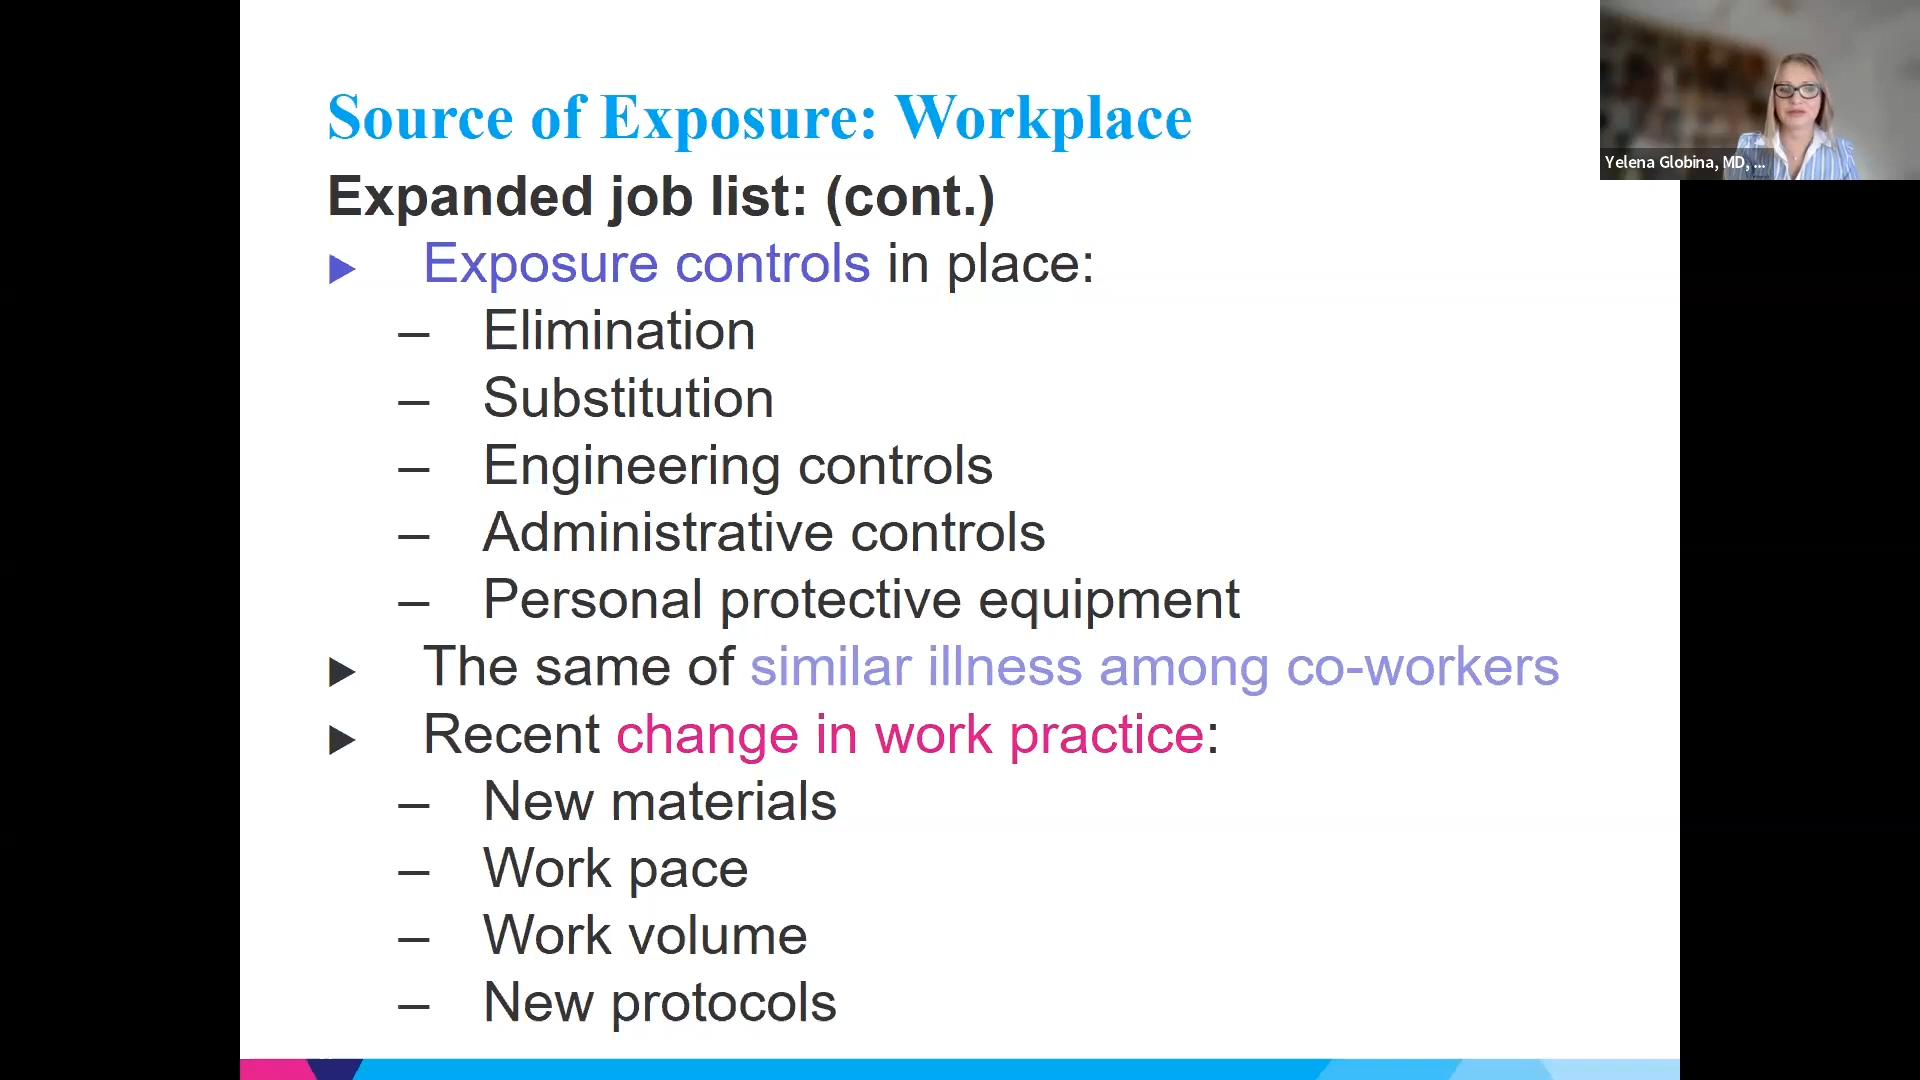 Source of Exposure: Workplace
Expanded job list: (cont.)
▶ Exposure controls in place:
– Elimination
– Substitution
– Engineering controls
– Administrative controls
– Personal protective equipment
▶ The same of similar illness among co-workers
▶ Recent change in work practice:
– New materials
– Work pace
– Work volume
– New protocols
Yelena Globina, MD, ...